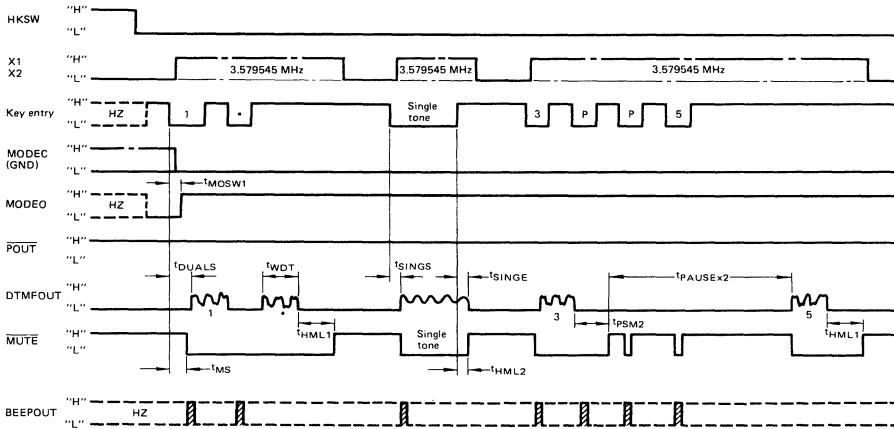 HKSW "H"
"L"
X1 "H"
X2 "L" 3.579545 MHz 3.579545 MHz 3.579545 MHz
Key entry "H" HZ 1 * Single tone 3 P P 5
"L"
MODEC "H"
(GND) "L"
tMOSW1
MODEO "H" HZ
"L"
POUT "H"
"L"
tDUALS tWDT tSINGS tSINGE tPAUSEx2
DTMFOUT "H"
"L" 1 * 3 5
tHML1 tPSM2 tHML1
MUTE "H" Single
"L" tone
tMS tHML2
BEEPOUT "H" HZ
"L"